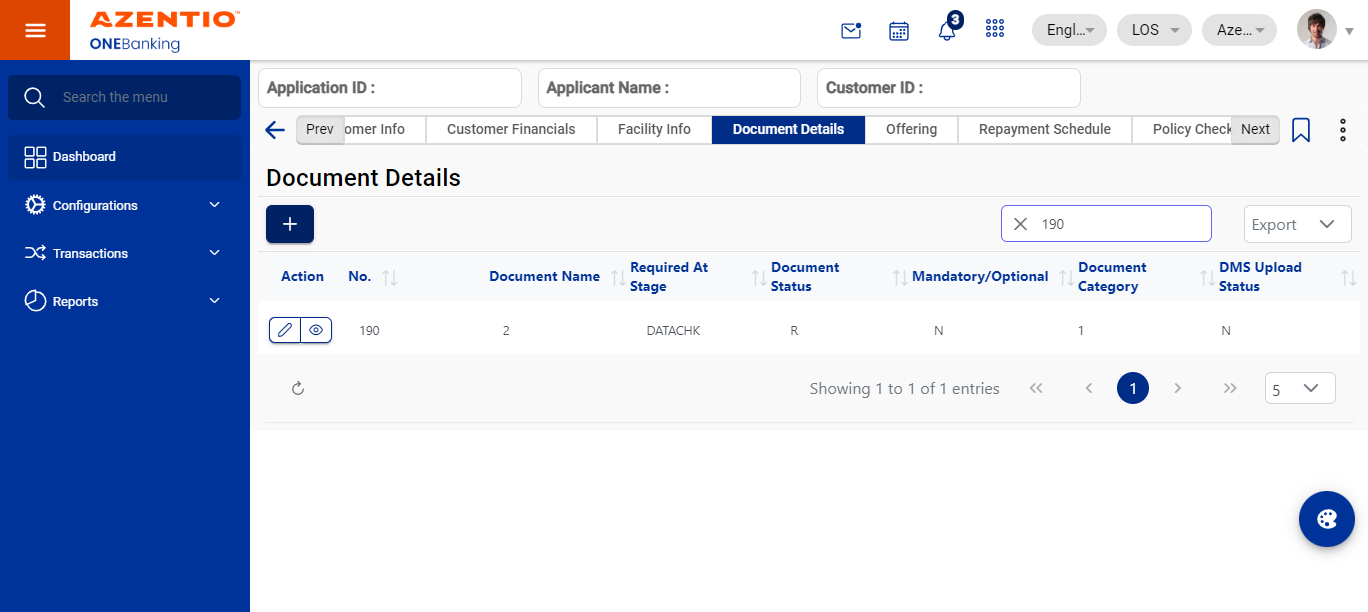 AZENTIO™
ONEBanking
3
Engl...
LOS
Aze...
Search the menu
Dashboard
Configurations
Transactions
Reports
Application ID :
Applicant Name :
Customer ID :
Prev
omer Info
Customer Financials
Facility Info
Document Details
Offering
Repayment Schedule
Policy Check
Next
Document Details
+
190
Export
Action
No.
Document Name
Required At
Stage
Document
Status
Mandatory/Optional
Document
Category
DMS Upload
Status
190
2
DATACHK
R
N
1
N
Showing 1 to 1 of 1 entries
1
5